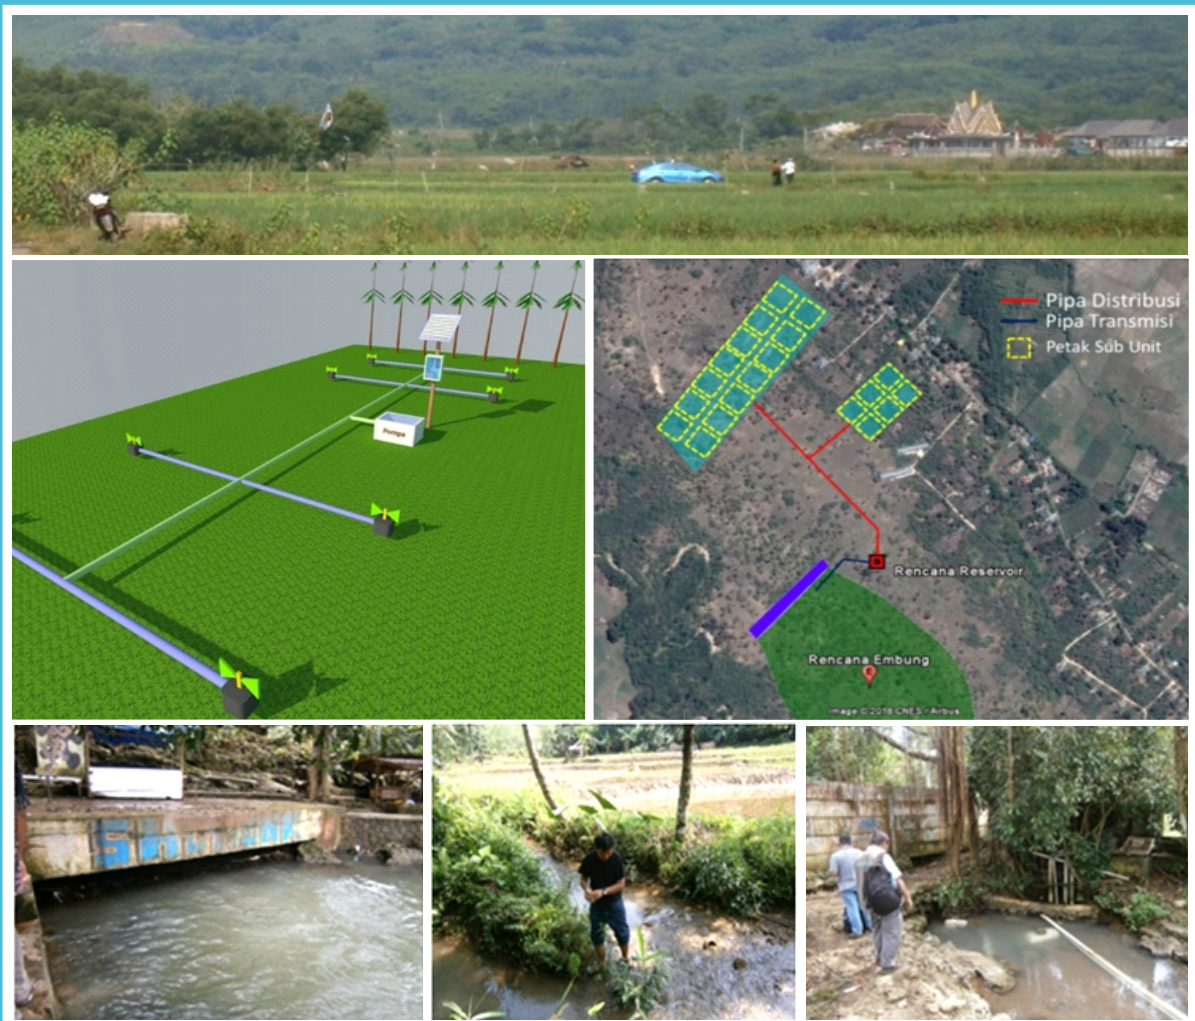 Pompa
Pipa Distribusi
Pipa Transmisi
Petak Sub Unit
Rencana Reservoir
Rencana Embung
Image © 2018 CNES / Airbus